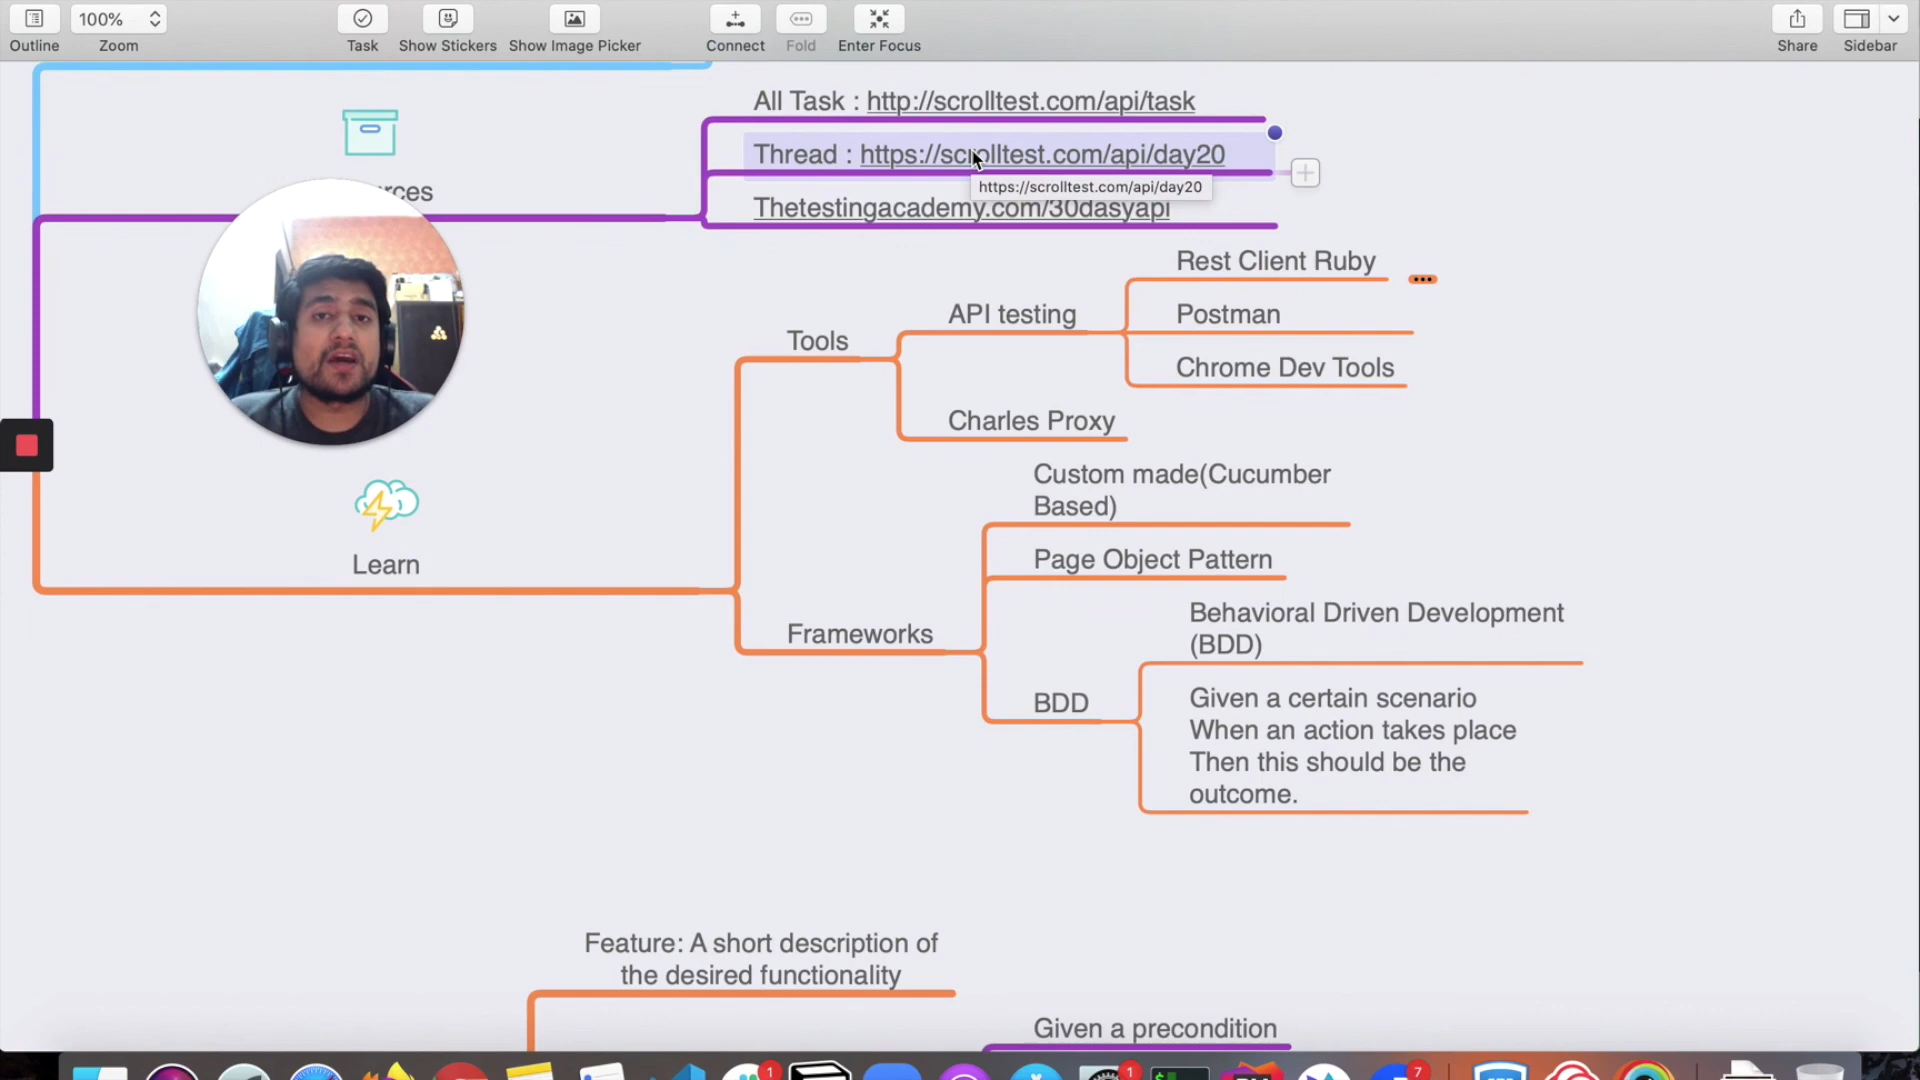 Outline
100%
Zoom
Task
Show Stickers
Show Image Picker
Connect
Fold
Enter Focus
Share
Sidebar
All Task : http://scrolltest.com/api/task
Thread : https://scrolltest.com/api/day20
https://scrolltest.com/api/day20
Thetestingacademy.com/30dasyapi
rces
Rest Client Ruby
API testing
Postman
Tools
Chrome Dev Tools
Charles Proxy
Custom made(Cucumber
Based)
Page Object Pattern
Learn
Behavioral Driven Development
(BDD)
Frameworks
BDD
Given a certain scenario
When an action takes place
Then this should be the
outcome.
Feature: A short description of
the desired functionality
Given a precondition
1
1
7